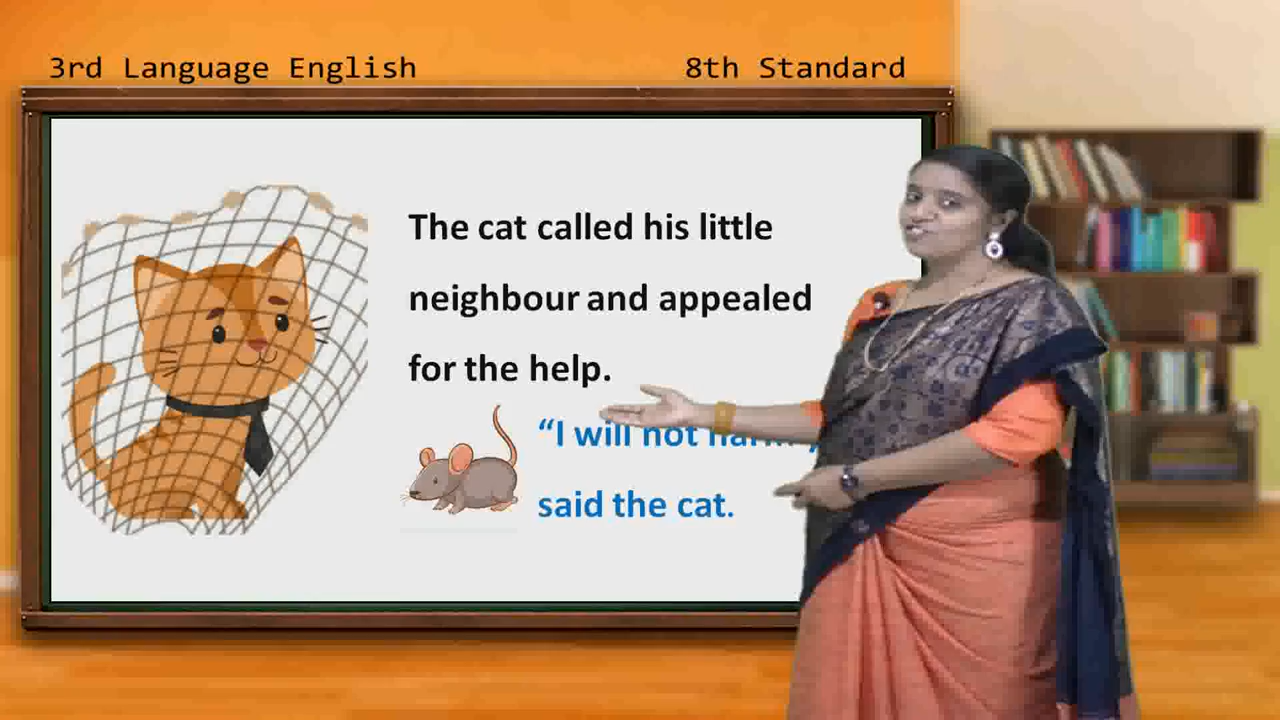 3rd Language English
8th Standard
The cat called his little
neighbour and appealed
for the help.
“I will not
said the cat.